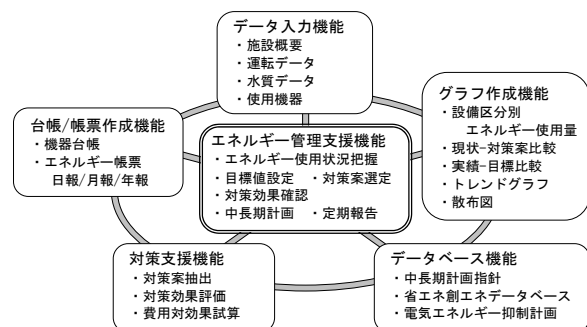 データ入力機能
・施設概要
・運転データ
・水質データ
・使用機器
台帳/帳票作成機能
・機器台帳
・エネルギー帳票
日報/月報/年報
エネルギー管理支援機能
・エネルギー使用状況把握
・目標値設定 ・対策案選定
・対策効果確認
・中長期計画 ・定期報告
グラフ作成機能
・設備区分別
エネルギー使用量
・現状-対策案比較
・実績-目標比較
・トレンドグラフ
・散布図
対策支援機能
・対策案抽出
・対策効果評価
・費用対効果試算
データベース機能
・中長期計画指針
・省エネ創エネデータベース
・電気エネルギー抑制計画